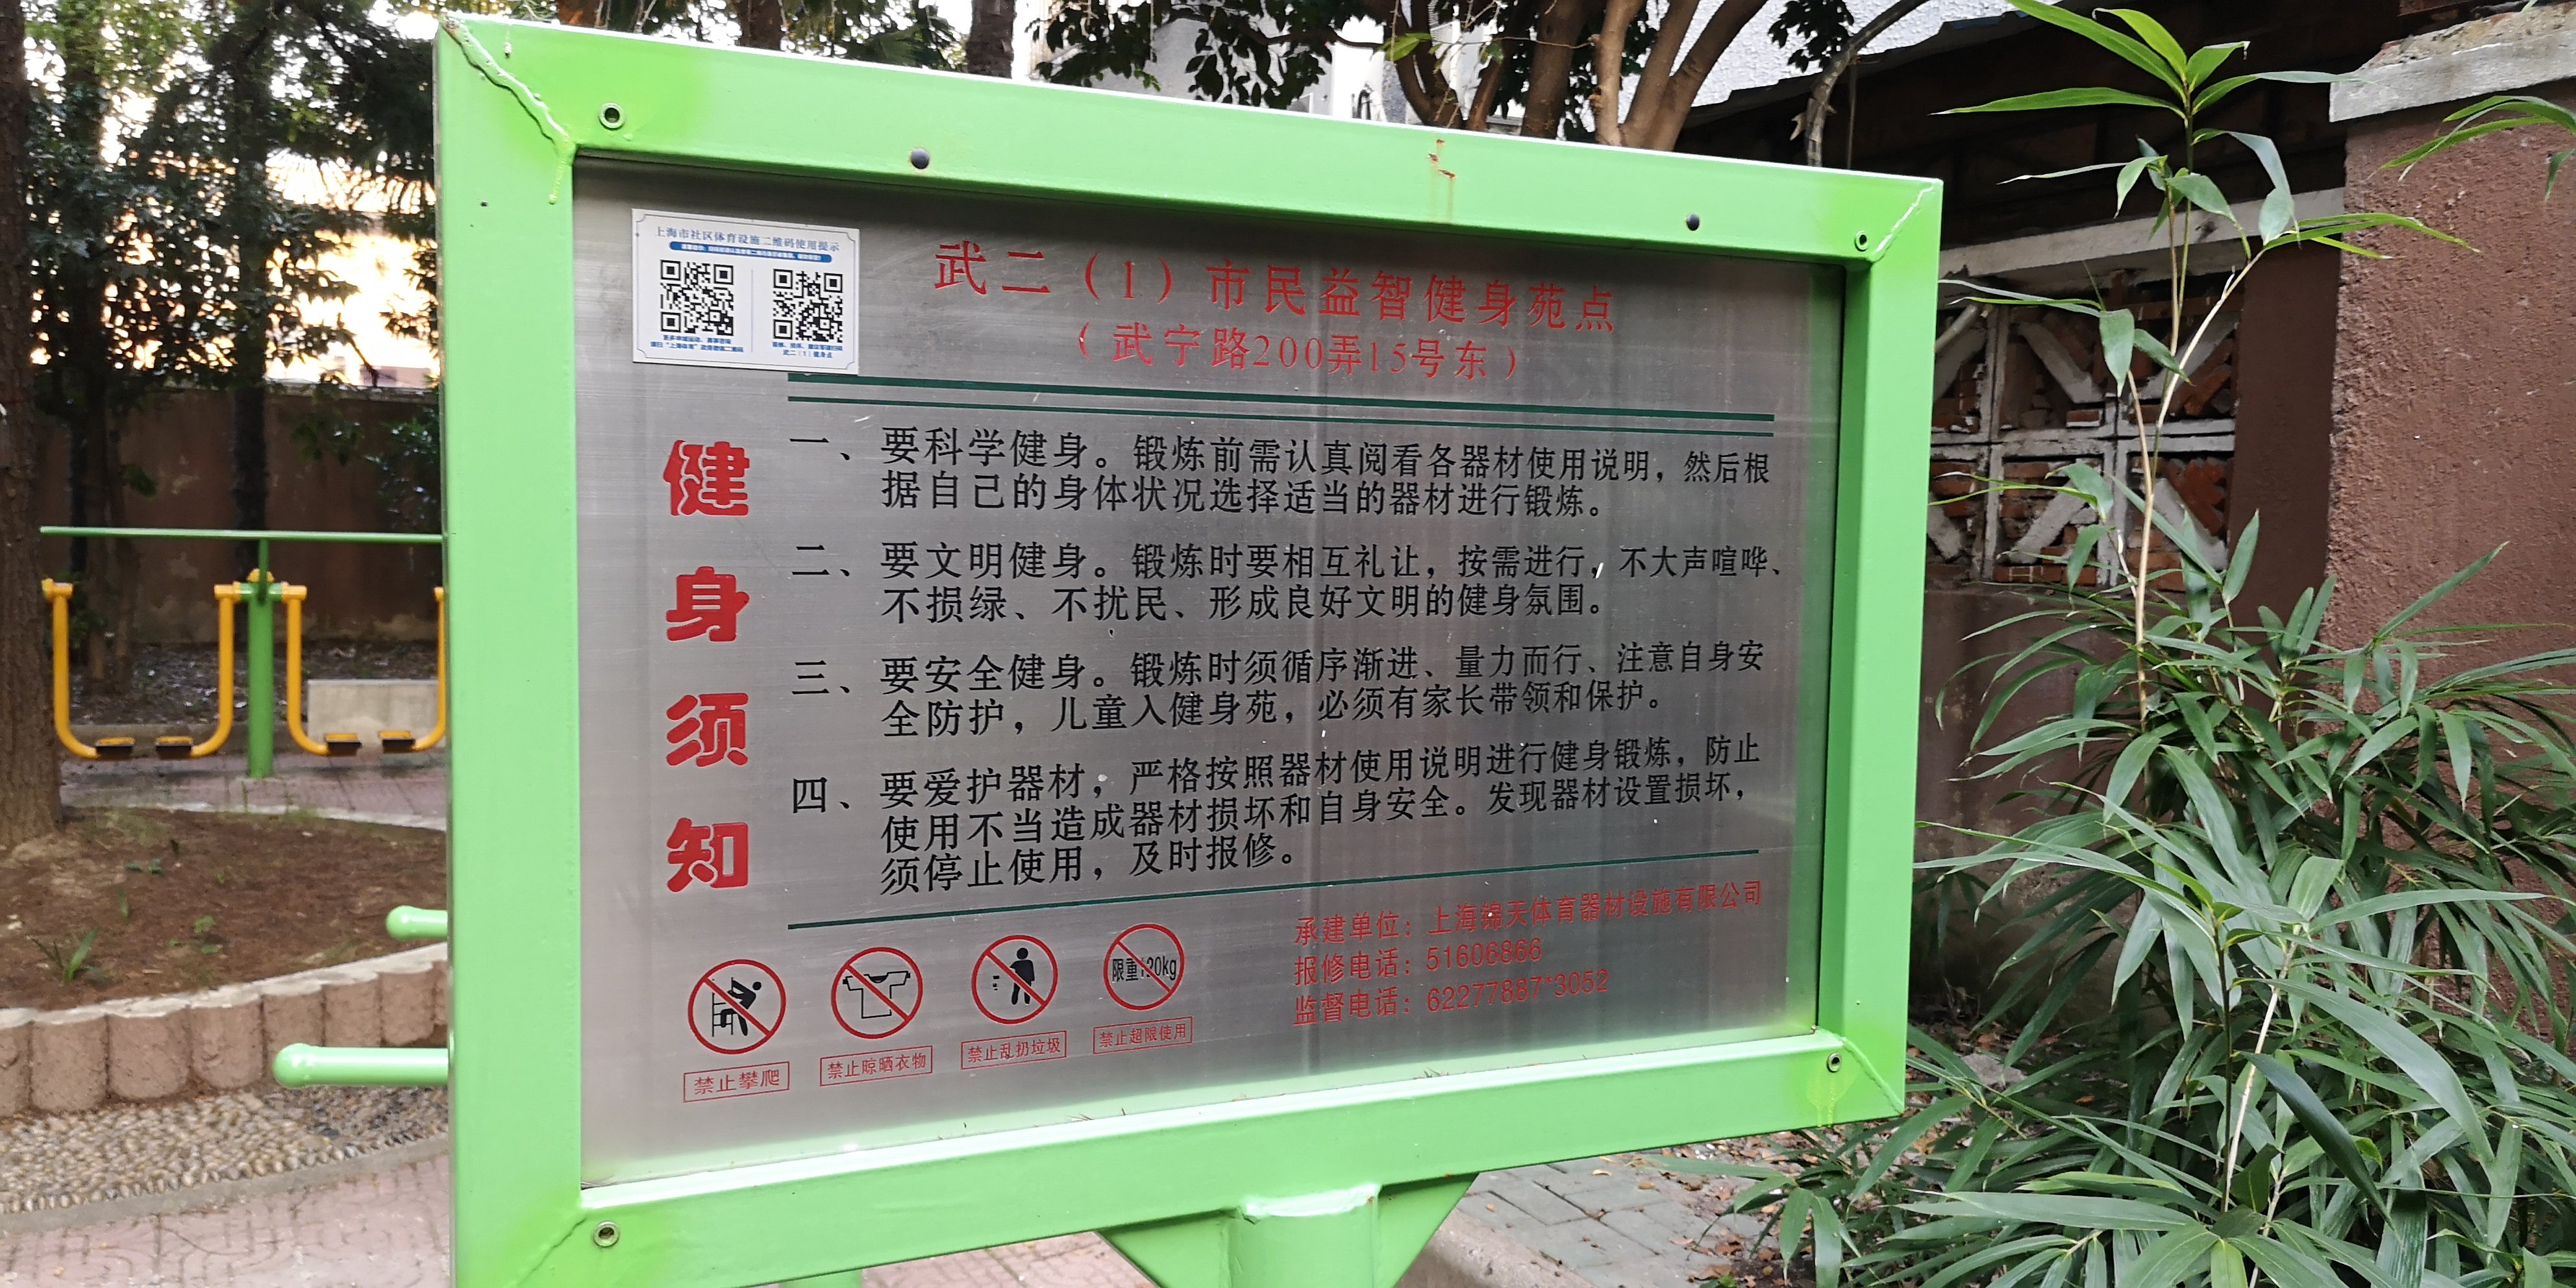 上海市社区体育设施二维码使用提示
武二（1）健身点
武二（1）市民益智健身苑点
（武宁路200弄15号东）
健身须知
一、要科学健身。锻炼前需认真阅看各器材使用说明，然后根
据自己的身体状况选择适当的器材进行锻炼。
二、要文明健身。锻炼时要相互礼让，按需进行，不大声喧哗、
不损绿、不扰民、形成良好文明的健身氛围。
三、要安全健身。锻炼时须循序渐进、量力而行、注意自身安
全防护，儿童入健身苑，必须有家长带领和保护。
四、要爱护器材，严格按照器材使用说明进行健身锻炼，防止
使用不当造成器材损坏和自身安全。发现器材设置损坏，
须停止使用，及时报修。
限重120kg
禁止攀爬
禁止晾晒衣物
禁止乱扔垃圾
禁止超限使用
承建单位：上海锦天体育器材设施有限公司
报修电话：51606866
监督电话：62277887*3052